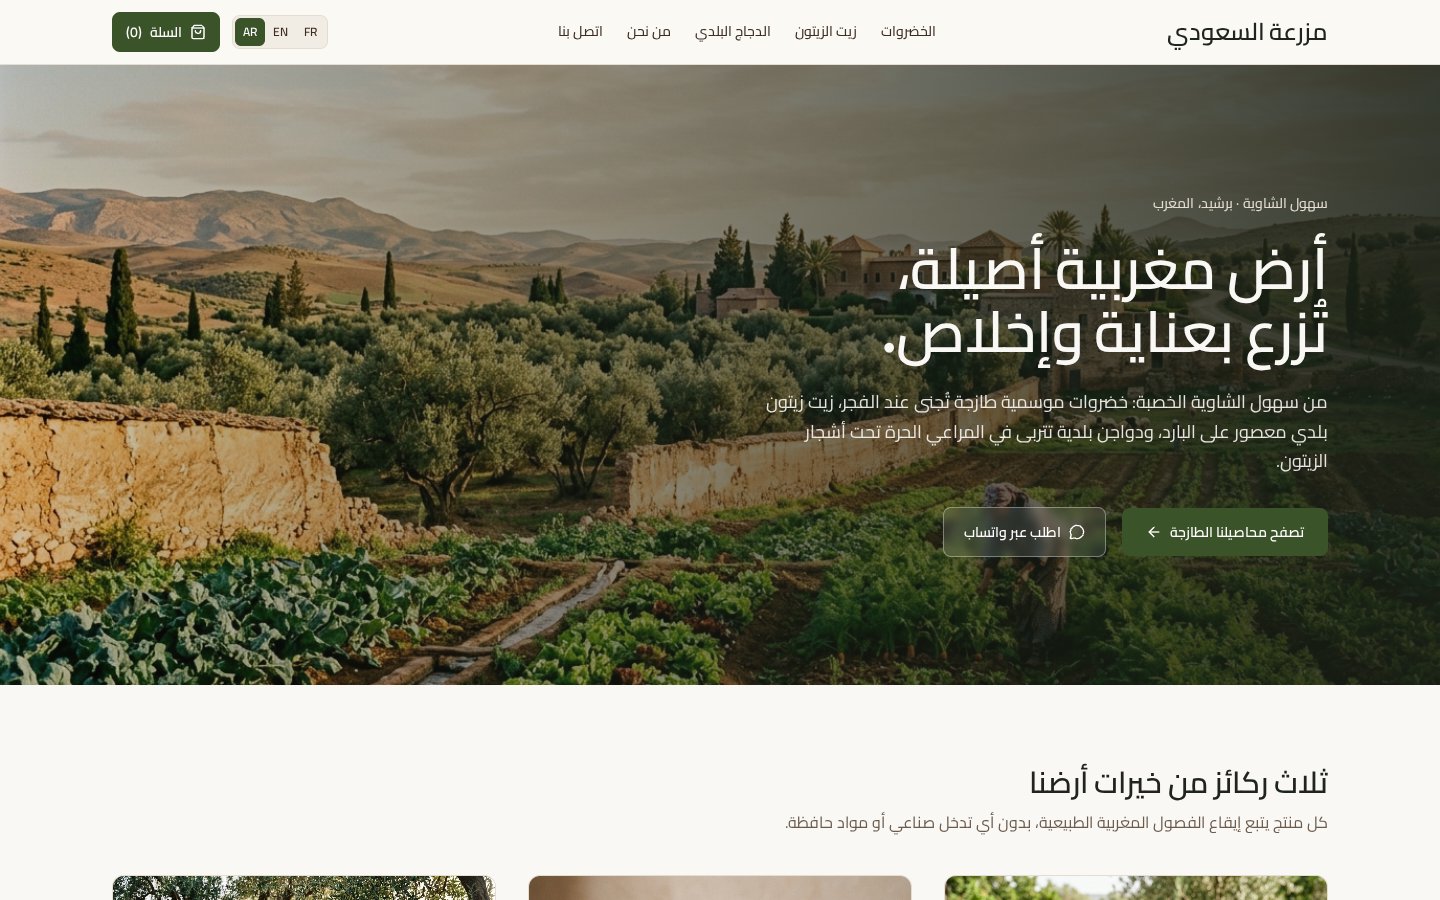 مزرعة السعودي
الخضروات
زيت الزيتون
الدجاج البلدي
من نحن
اتصل بنا
FR
EN
AR
السلة (0)
سهول الشاوية · برشيد، المغرب
أرض مغربية أصيلة،
تُزرع بعناية وإخلاص.
من سهول الشاوية الخصبة: خضروات موسمية طازجة تُجنى عند الفجر، زيت زيتون
بلدي معصور على البارد، ودواجن بلدية تتربى في المراعي الحرة تحت أشجار
الزيتون.
تصفح محاصيلنا الطازجة
اطلب عبر واتساب
ثلاث ركائز من خيرات أرضنا
كل منتج يتبع إيقاع الفصول المغربية الطبيعية، بدون أي تدخل صناعي أو مواد حافظة.